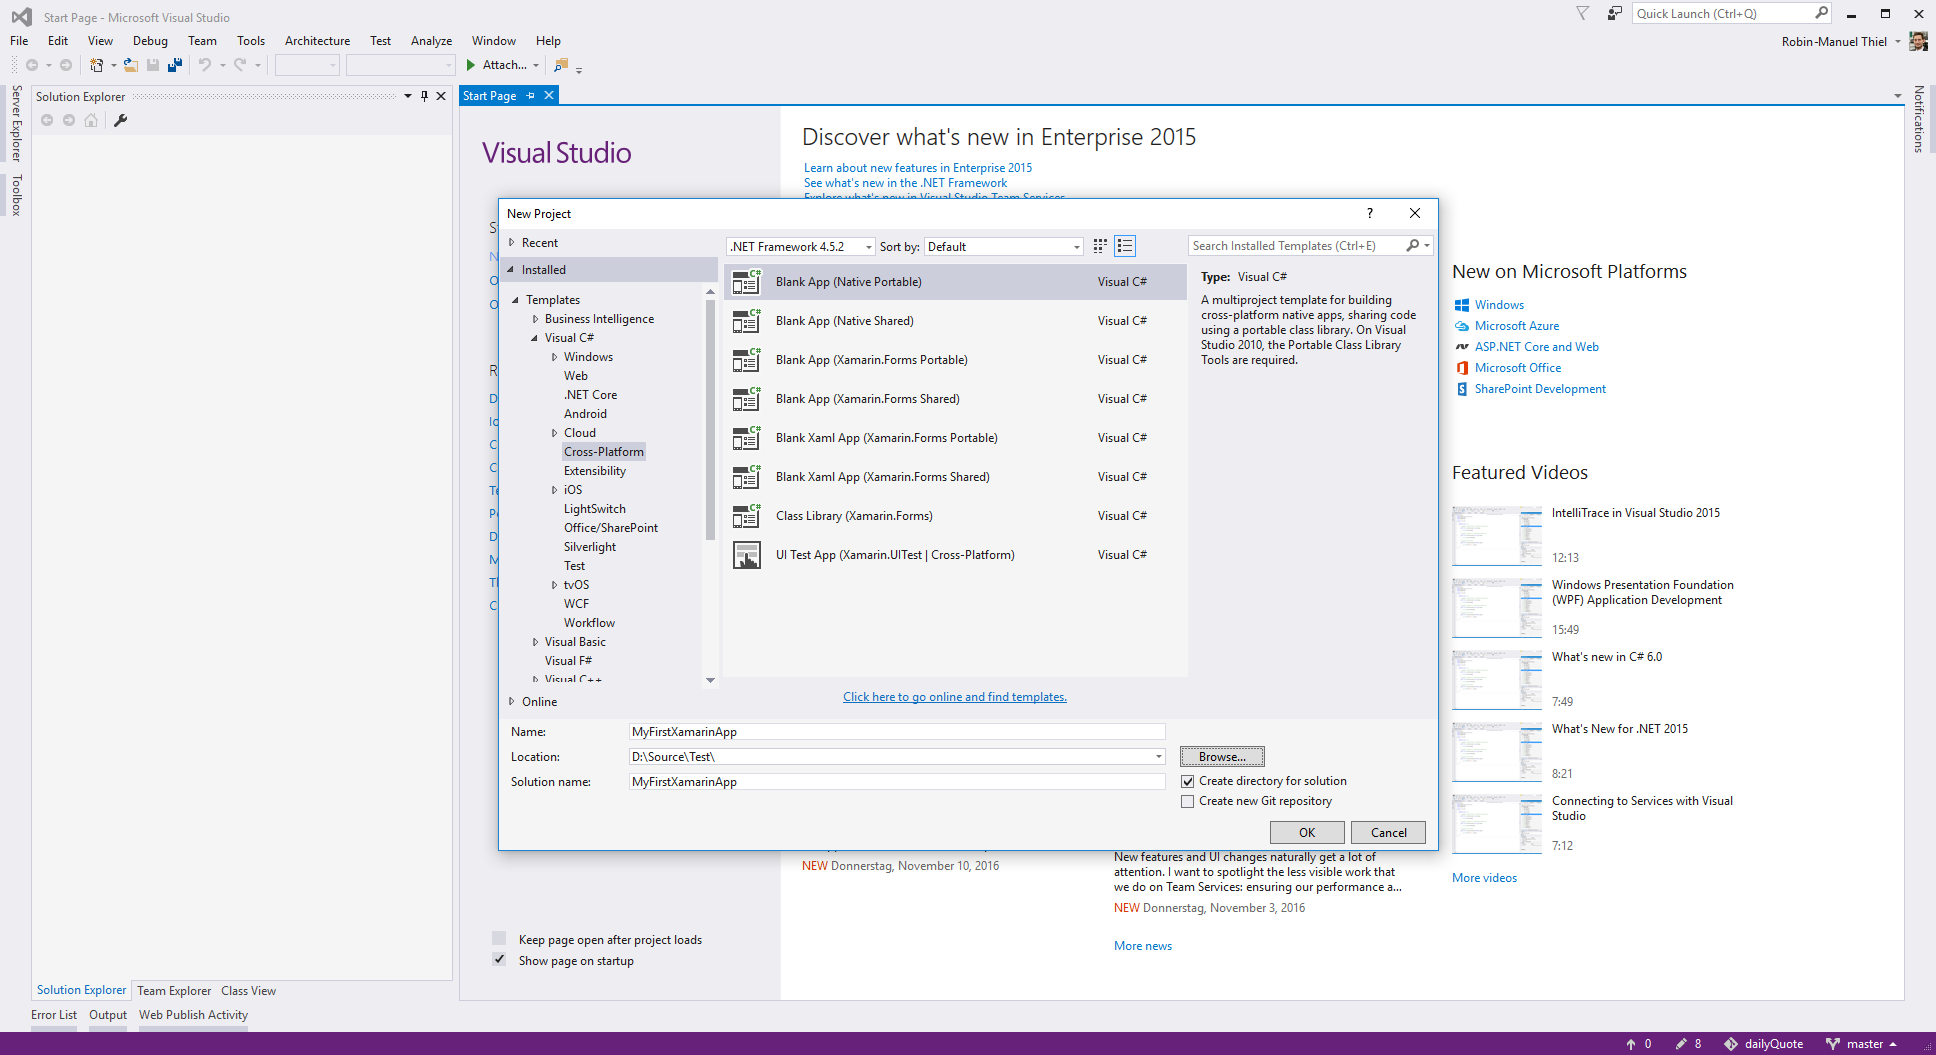 Start Page - Microsoft Visual Studio
Quick Launch (Ctrl+Q)
File Edit View Debug Team Tools Architecture Test Analyze Window Help
Robin-Manuel Thiel
Attach...
Server Explorer
Toolbox
Solution Explorer
Start Page
Notifications
Visual Studio
Discover what's new in Enterprise 2015
Learn about new features in Enterprise 2015
See what's new in the .NET Framework
Explore what's new in Visual Studio Team Services
New Project
?
Recent
Installed
Templates
Business Intelligence
Visual C#
Windows
Web
.NET Core
Android
Cloud
Cross-Platform
Extensibility
iOS
LightSwitch
Office/SharePoint
Silverlight
Test
tvOS
WCF
Workflow
Visual Basic
Visual F#
Visual C++
Online
.NET Framework 4.5.2 Sort by: Default
Search Installed Templates (Ctrl+E)
Blank App (Native Portable) Visual C#
Blank App (Native Shared) Visual C#
Blank App (Xamarin.Forms Portable) Visual C#
Blank App (Xamarin.Forms Shared) Visual C#
Blank Xaml App (Xamarin.Forms Portable) Visual C#
Blank Xaml App (Xamarin.Forms Shared) Visual C#
Class Library (Xamarin.Forms) Visual C#
UI Test App (Xamarin.UITest | Cross-Platform) Visual C#
Type: Visual C#
A multiproject template for building
cross-platform native apps, sharing code
using a portable class library. On Visual
Studio 2010, the Portable Class Library
Tools are required.
Click here to go online and find templates.
Name: MyFirstXamarinApp
Location: D:\Source\Test\
Browse...
Solution name: MyFirstXamarinApp
Create directory for solution
Create new Git repository
OK
Cancel
New on Microsoft Platforms
Windows
Microsoft Azure
ASP.NET Core and Web
Microsoft Office
SharePoint Development
Featured Videos
IntelliTrace in Visual Studio 2015
12:13
Windows Presentation Foundation
(WPF) Application Development
15:49
What's new in C# 6.0
7:49
What's New for .NET 2015
8:21
Connecting to Services with Visual
Studio
7:12
More videos
NEW Donnerstag, November 10, 2016
New features and UI changes naturally get a lot of
attention. I want to spotlight the less visible work that
we do on Team Services: ensuring our performance a...
NEW Donnerstag, November 3, 2016
More news
Keep page open after project loads
Show page on startup
Solution Explorer Team Explorer Class View
Error List Output Web Publish Activity
0 8 dailyQuote master